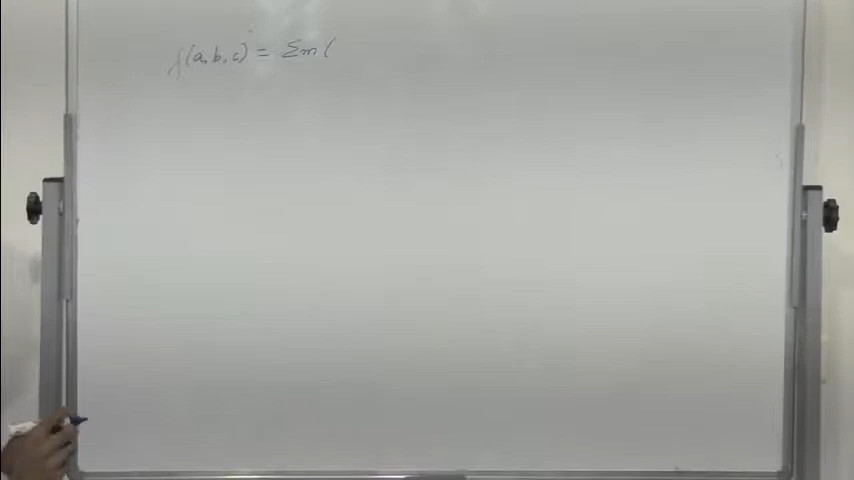 f(a,b,c) = Σm(